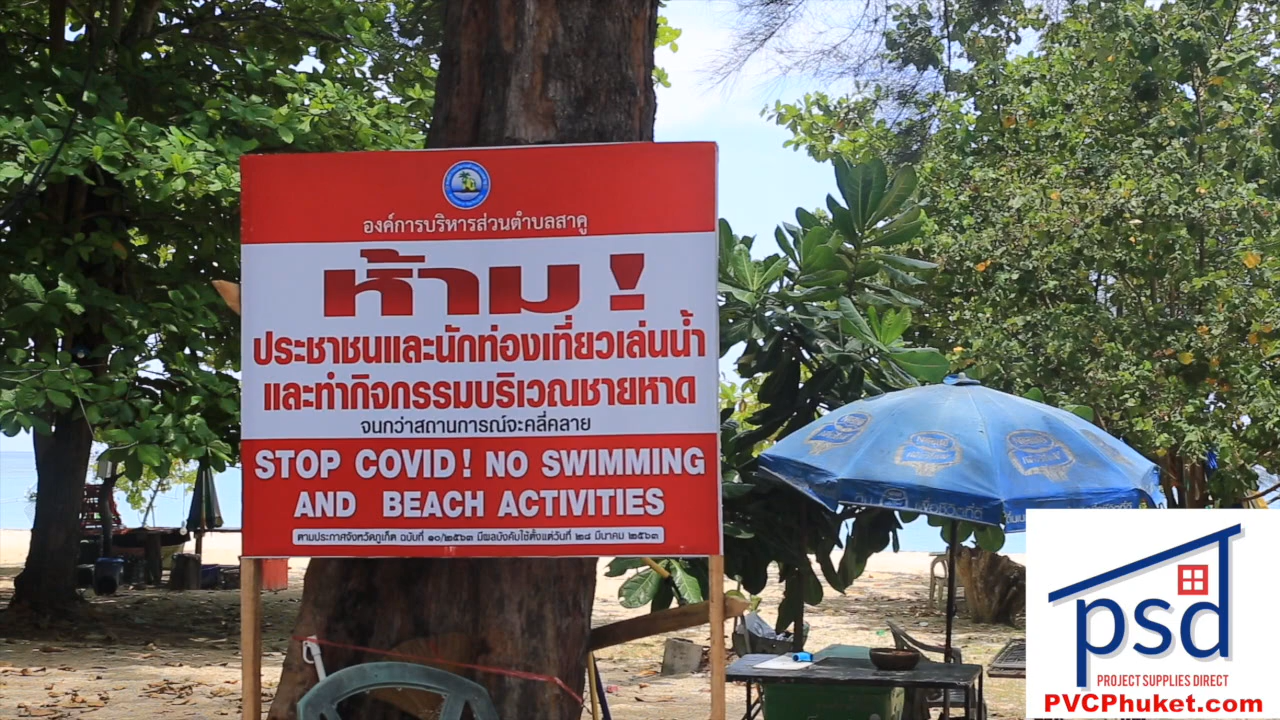 องค์การบริหารส่วนตำบลสาคู
ห้าม !
ประชาชนและนักท่องเที่ยวเล่นน้ำ
และทำกิจกรรมบริเวณชายหาด
จนกว่าสถานการณ์จะคลี่คลาย
STOP COVID! NO SWIMMING
AND BEACH ACTIVITIES
ตามประกาศจังหวัดภูเก็ต ฉบับที่ ๑๐/๒๕๖๓ มีผลบังคับใช้ตั้งแต่วันที่ ๒๘ มีนาคม ๒๕๖๓
psd
PROJECT SUPPLIES DIRECT
PVCPhuket.com